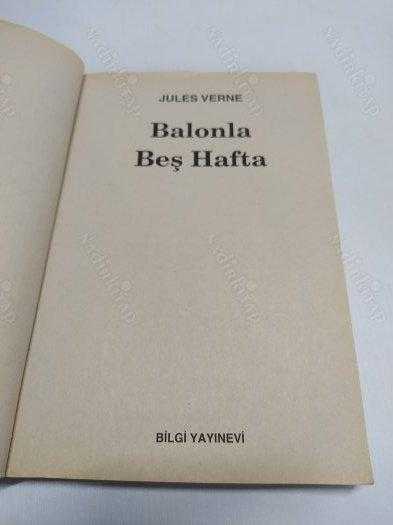 JULES VERNE
Balonla
Beş Hafta
BİLGİ YAYINEVİ